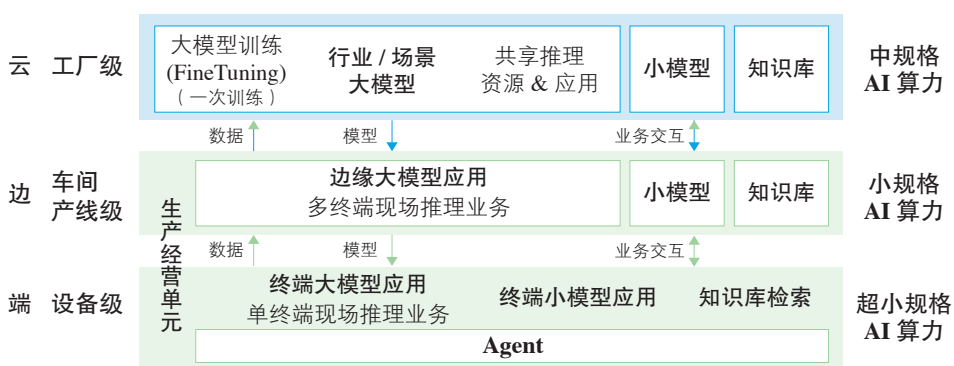 云 工厂级
大模型训练
(FineTuning)
（一次训练）
行业 / 场景
大模型
共享推理
资源 & 应用
小模型
知识库
中规格
AI 算力
数据
模型
业务交互
边
车间
产线级
边缘大模型应用
多终端现场推理业务
小模型
知识库
小规格
AI 算力
生产经营单元
数据
模型
业务交互
端 设备级
终端大模型应用
单终端现场推理业务
终端小模型应用
知识库检索
Agent
超小规格
AI 算力